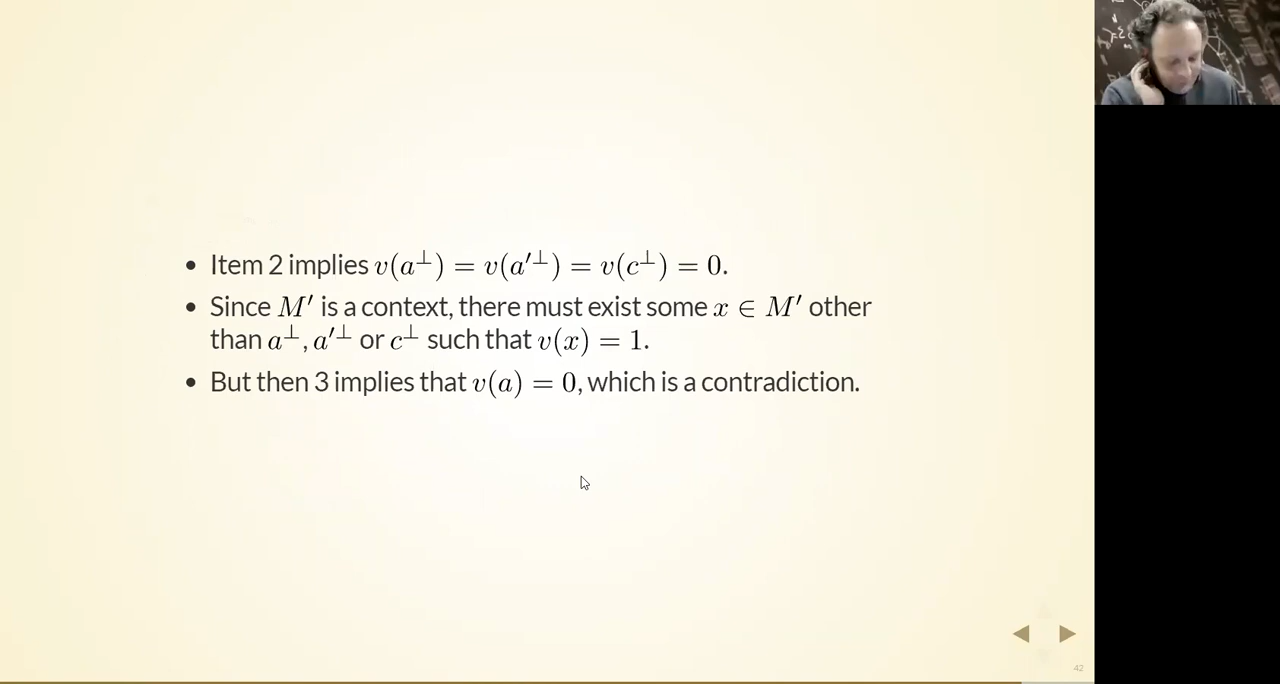 • Item 2 implies v(a⊥) = v(a′⊥) = v(c⊥) = 0.
• Since M′ is a context, there must exist some x ∈ M′ other
than a⊥, a′⊥ or c⊥ such that v(x) = 1.
• But then 3 implies that v(a) = 0, which is a contradiction.
42